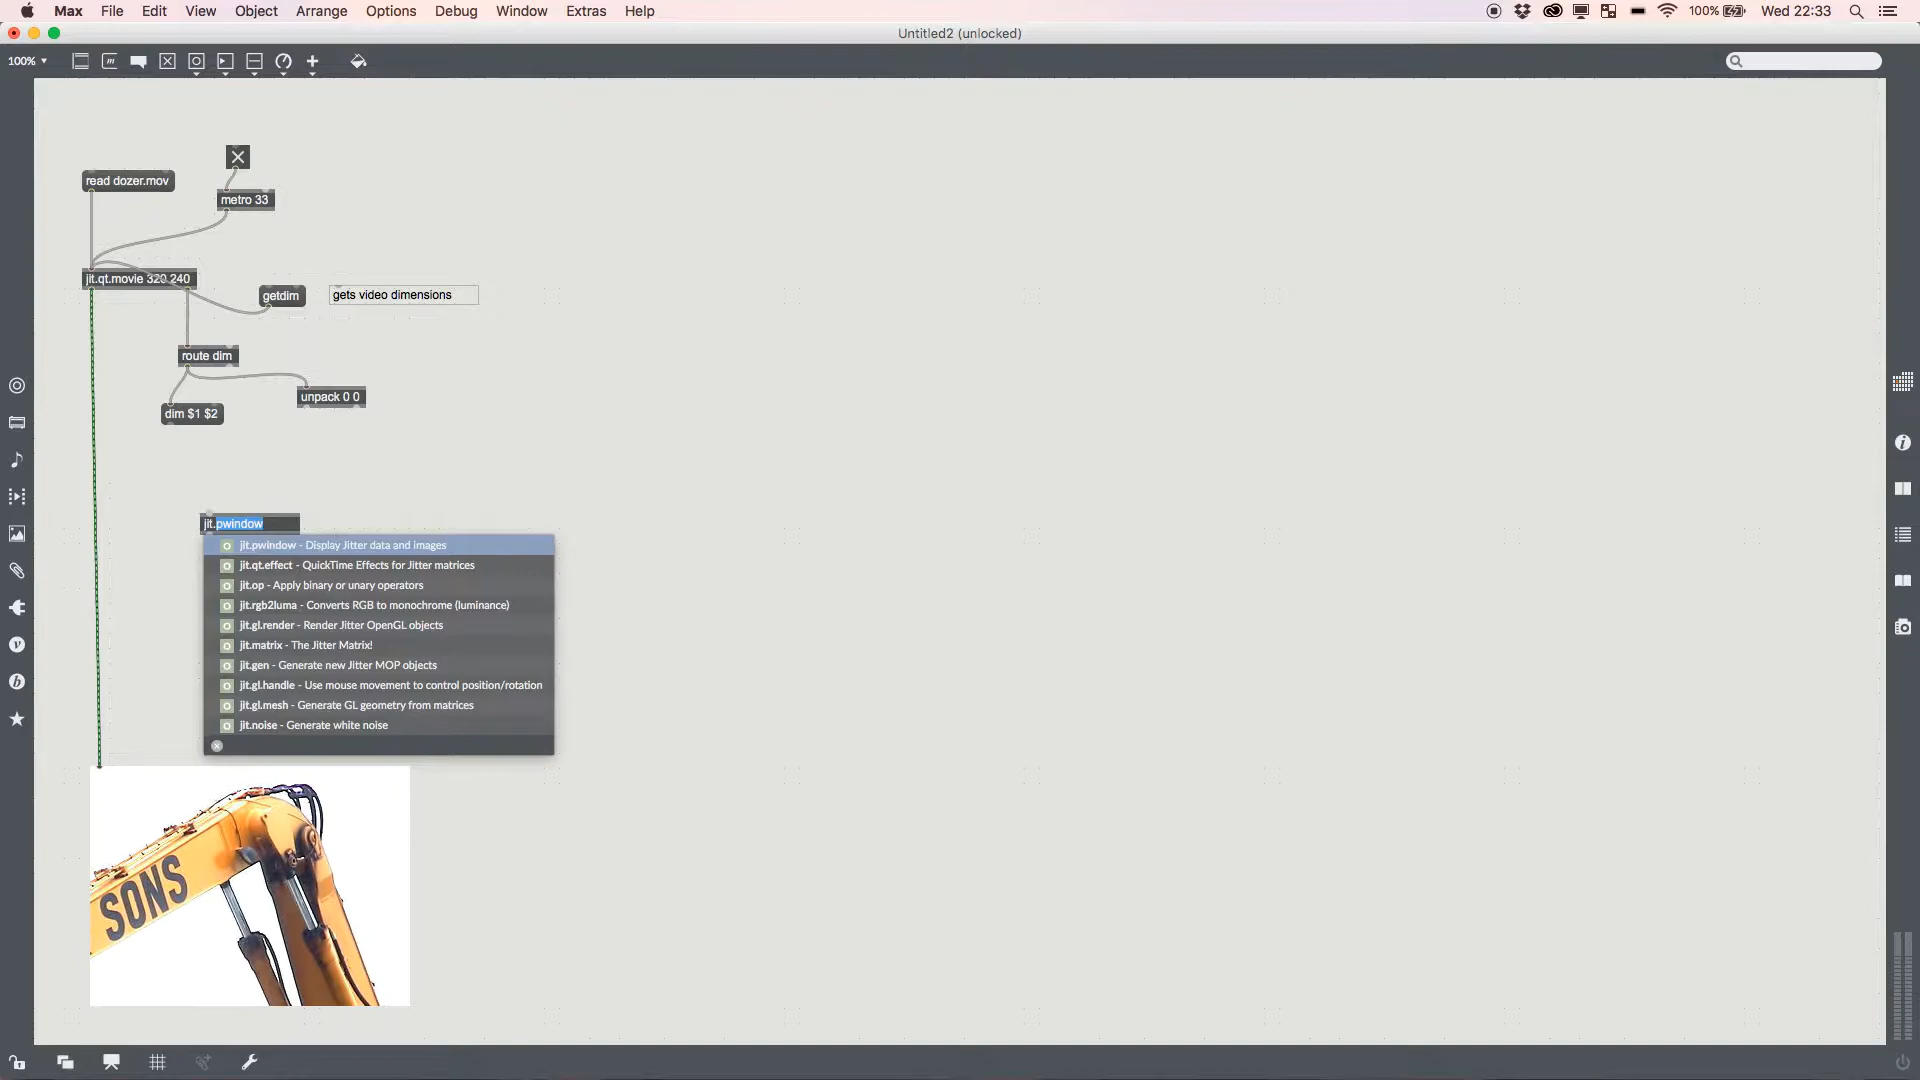 Max File Edit View Object Arrange Options Debug Window Extras Help
100% Wed 22:33
Untitled2 (unlocked)
100%
read dozer.mov
metro 33
jit.qt.movie 320 240
getdim
gets video dimensions
route dim
unpack 0 0
dim $1 $2
jit.pwindow
jit.pwindow - Display Jitter data and images
jit.qt.effect - QuickTime Effects for Jitter matrices
jit.op - Apply binary or unary operators
jit.rgb2luma - Converts RGB to monochrome (luminance)
jit.gl.render - Render Jitter OpenGL objects
jit.matrix - The Jitter Matrix!
jit.gen - Generate new Jitter MOP objects
jit.gl.handle - Use mouse movement to control position/rotation
jit.gl.mesh - Generate GL geometry from matrices
jit.noise - Generate white noise
SONS